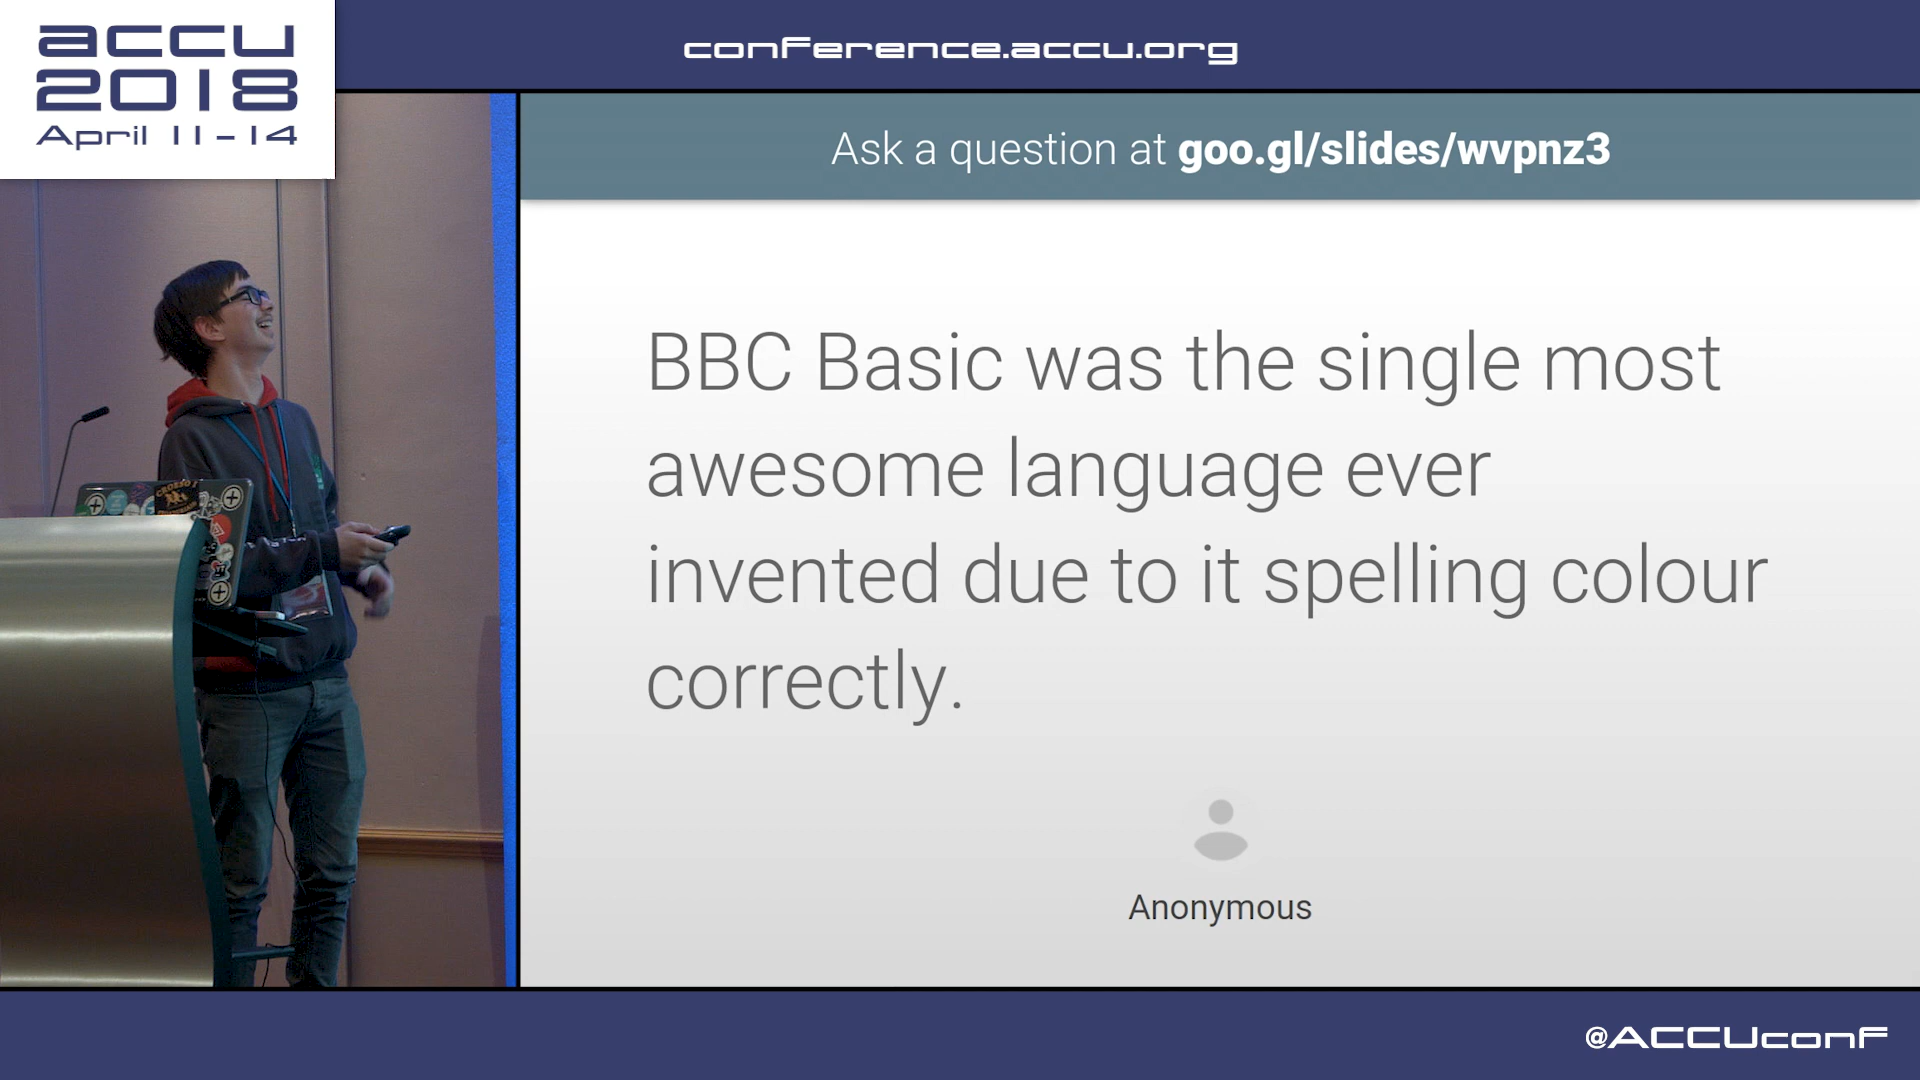 accu
2018
April 11-14
conference.accu.org
Ask a question at goo.gl/slides/wvpnz3
BBC Basic was the single most
awesome language ever
invented due to it spelling colour
correctly.
Anonymous
@ACCUconf